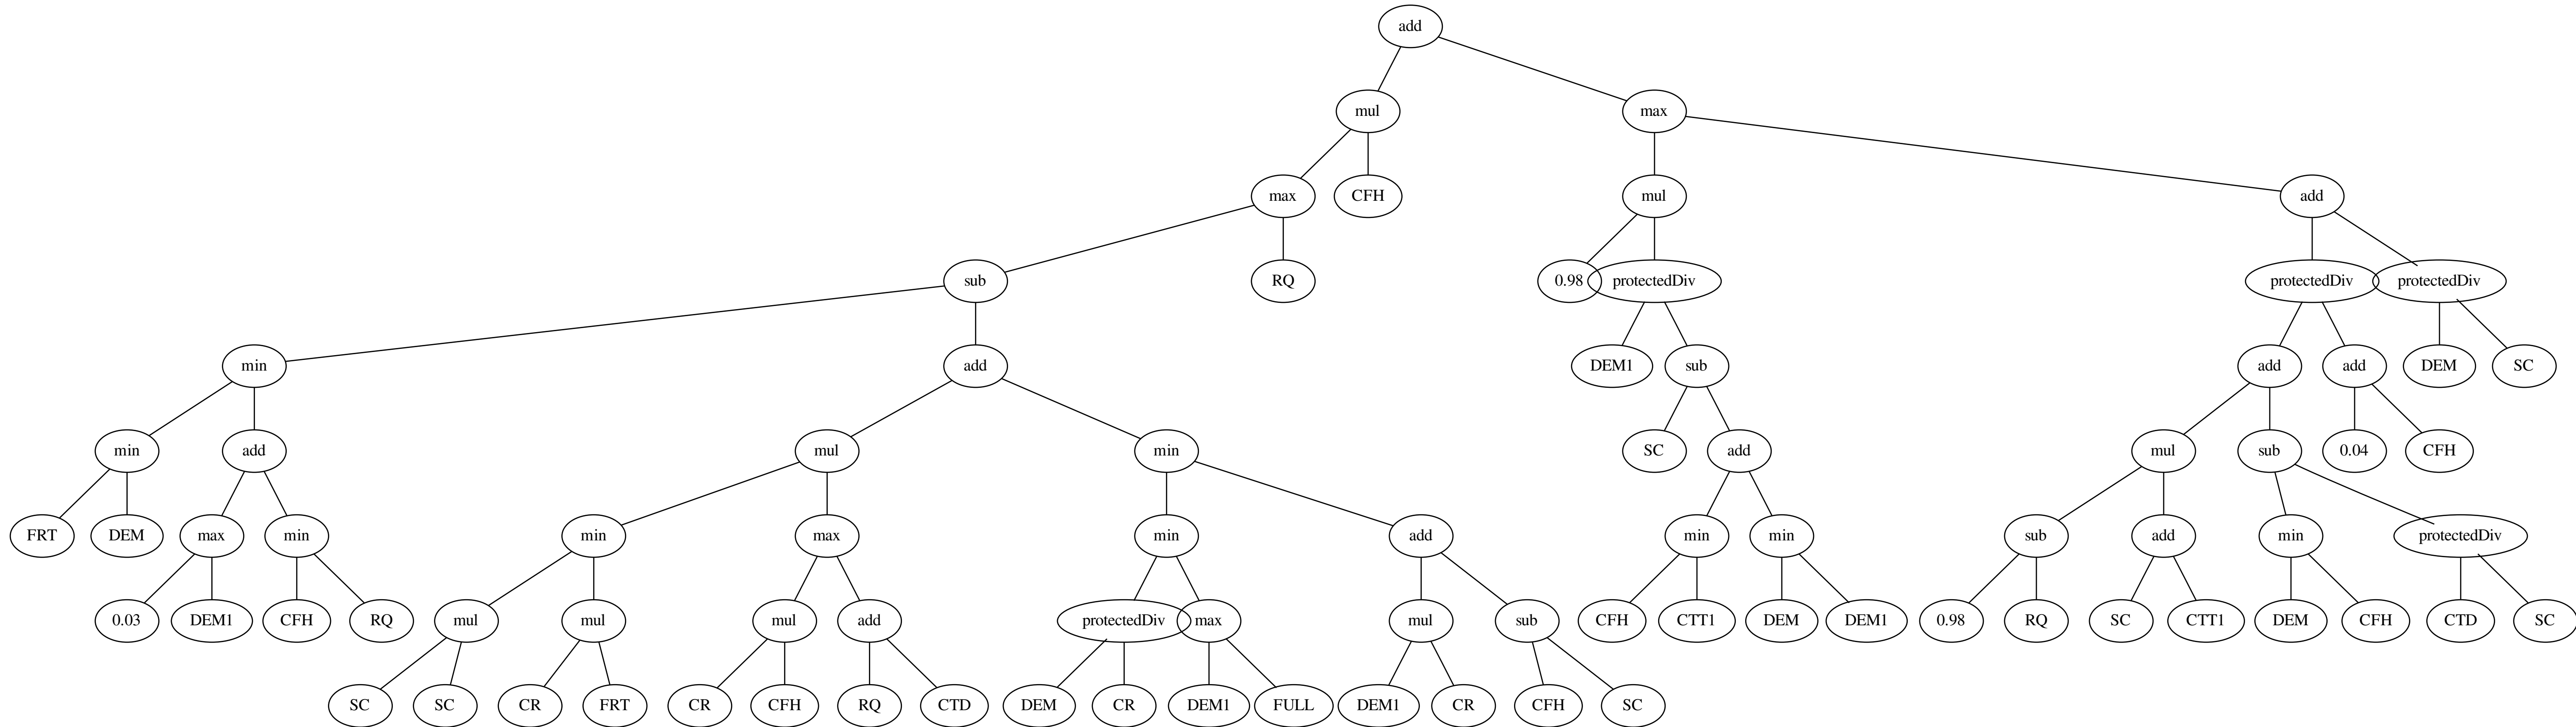 add
mul
max
max
CFH
mul
add
sub
RQ
0.98
protectedDiv
protectedDiv
protectedDiv
min
add
DEM1
sub
add
add
DEM
SC
min
add
mul
min
SC
add
mul
sub
0.04
CFH
FRT
DEM
max
min
min
max
min
add
min
min
sub
add
min
protectedDiv
0.03
DEM1
CFH
RQ
mul
mul
mul
add
protectedDiv
max
mul
sub
CFH
CTT1
DEM
DEM1
0.98
RQ
SC
CTT1
DEM
CFH
CTD
SC
SC
SC
CR
FRT
CR
CFH
RQ
CTD
DEM
CR
DEM1
FULL
DEM1
CR
CFH
SC